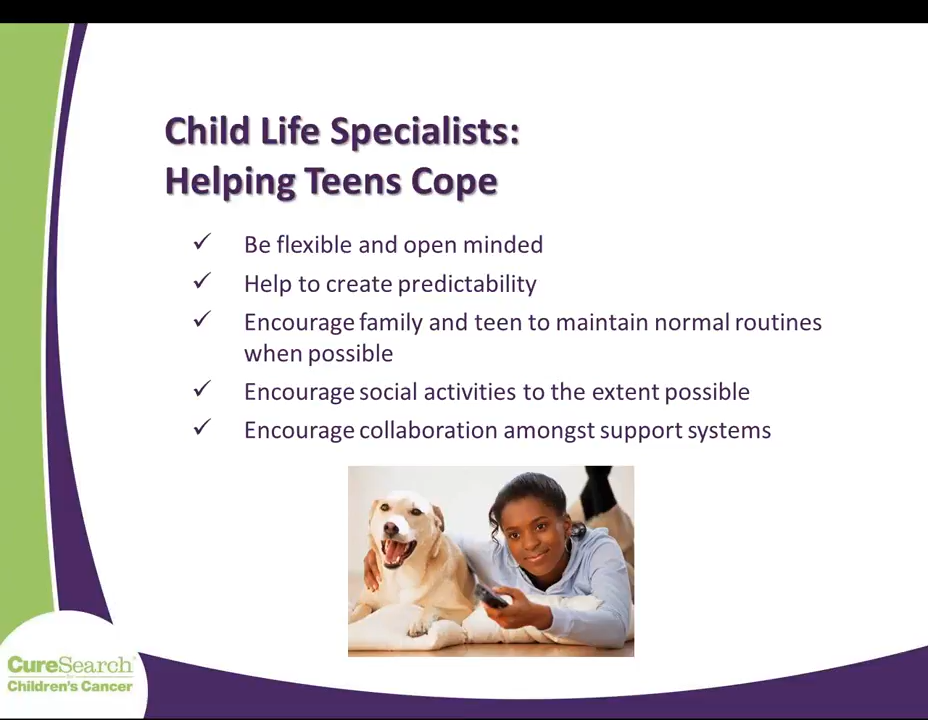 Child Life Specialists:
Helping Teens Cope
✓ Be flexible and open minded
✓ Help to create predictability
✓ Encourage family and teen to maintain normal routines
when possible
✓ Encourage social activities to the extent possible
✓ Encourage collaboration amongst support systems
CureSearch
Children's Cancer